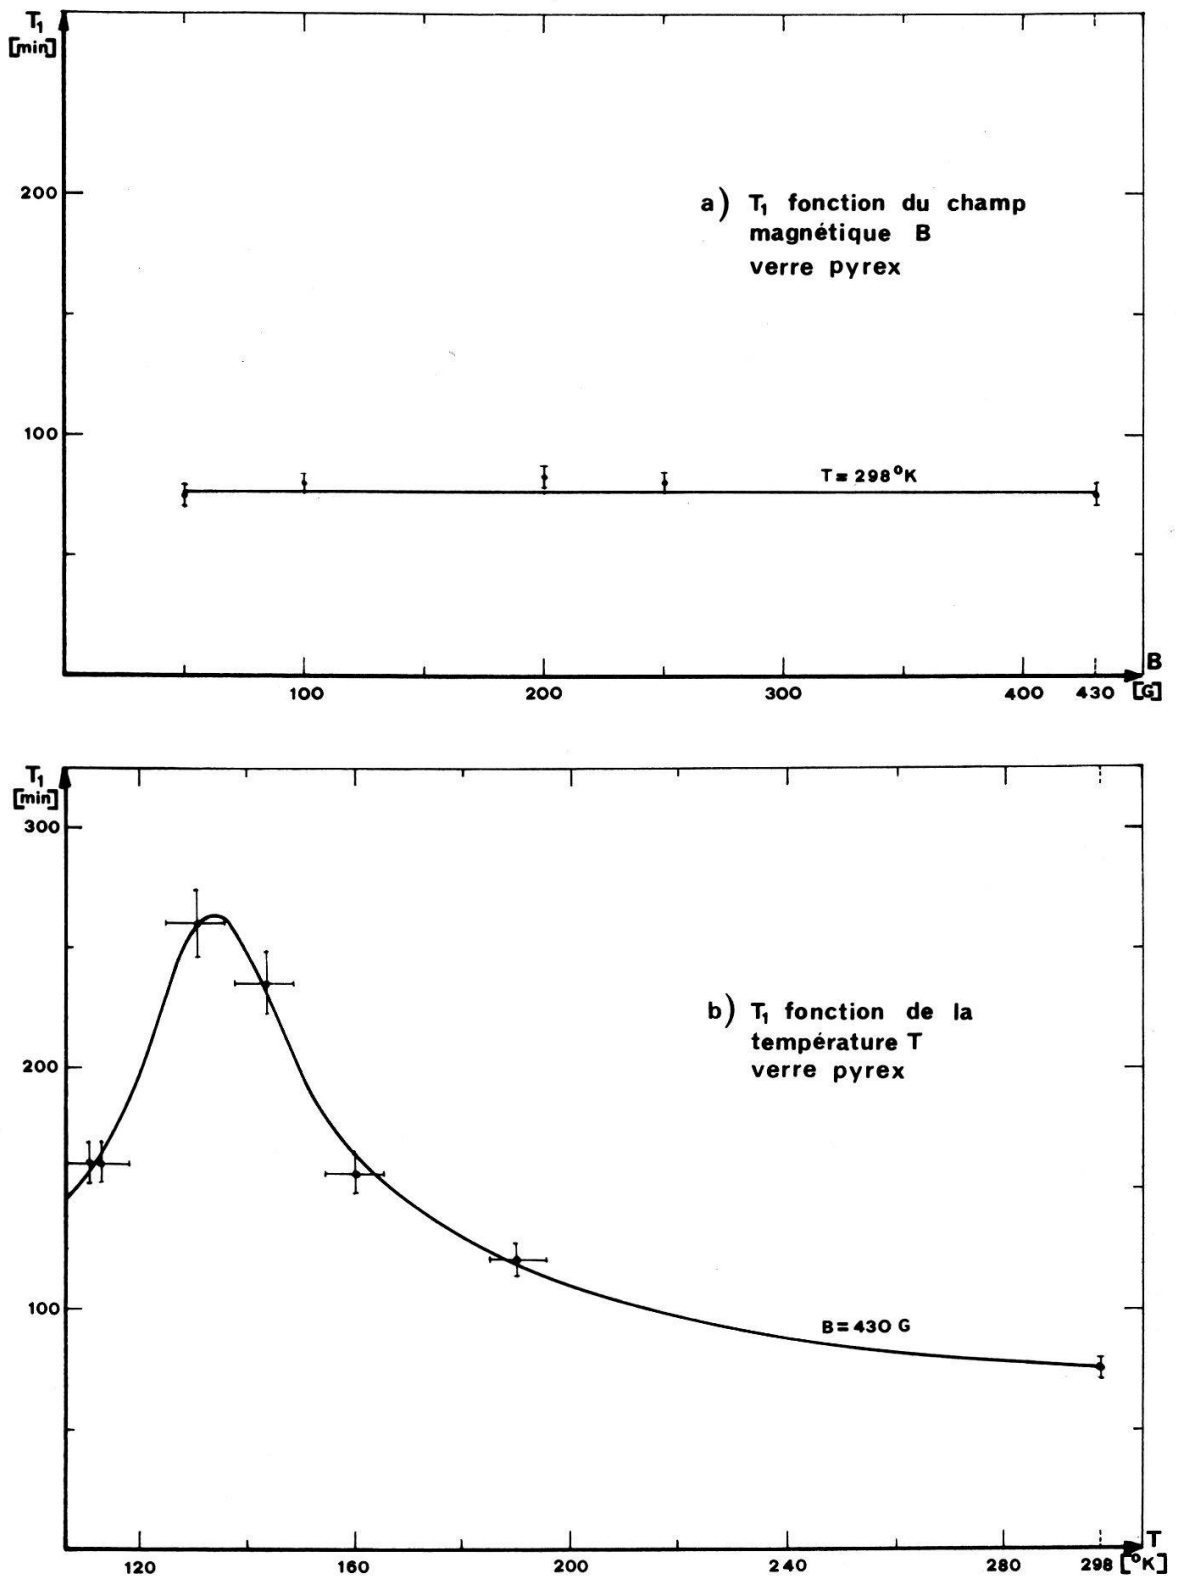 T₁
[min]
200
100
a) T₁ fonction du champ
magnétique B
verre pyrex
T = 298°K
B
100 200 300 400 430 [G]
T₁
[min]
300
200
100
b) T₁ fonction de la
température T
verre pyrex
B = 430 G
T
120 160 200 240 280 298 [°K]